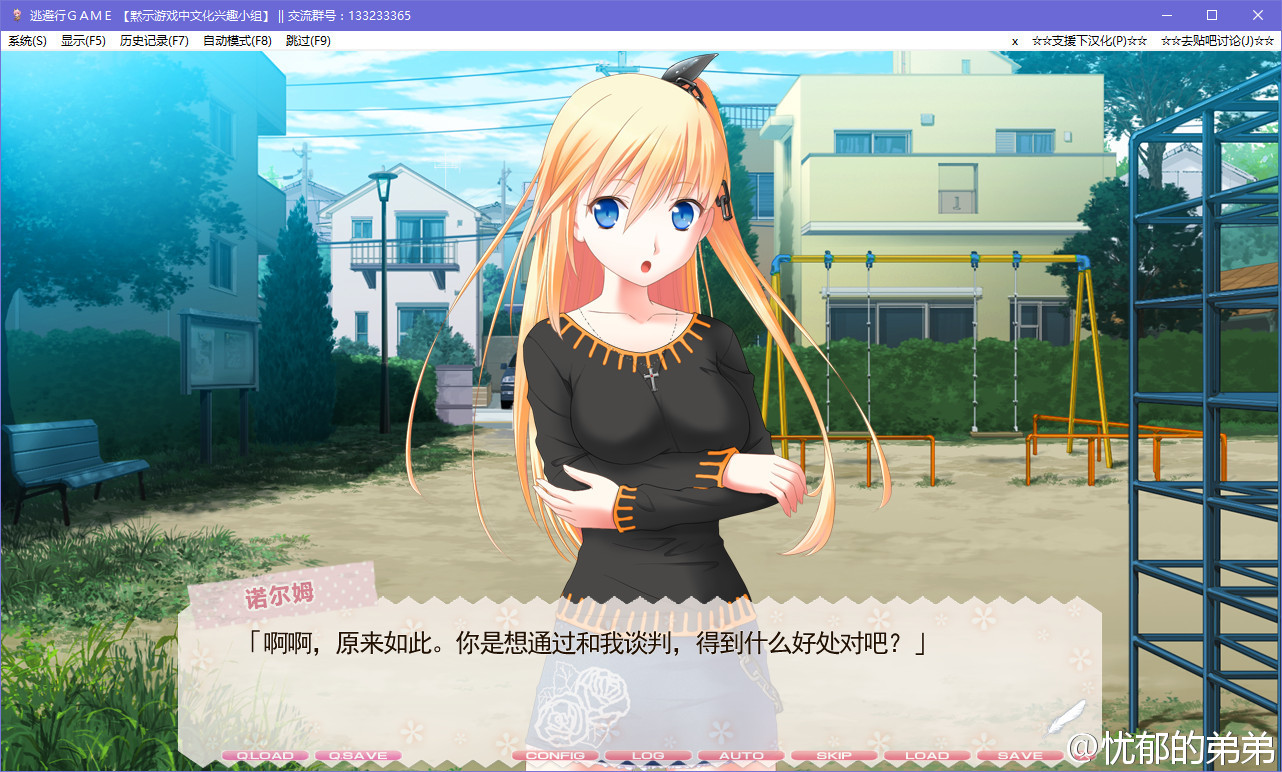 逃避行GAME 【默示游戏中文化兴趣小组】 || 交流群号：133233365
系统(S) 显示(F5) 历史记录(F7) 自动模式(F8) 跳过(F9) x ☆☆支援下汉化(P)☆☆ ☆☆去贴吧讨论(J)☆☆
1
诺尔姆
「啊啊，原来如此。你是想通过和我谈判，得到什么好处对吧？」
QLOAD QSAVE CONFIG LOG AUTO SKIP LOAD SAVE
@忧郁的弟弟